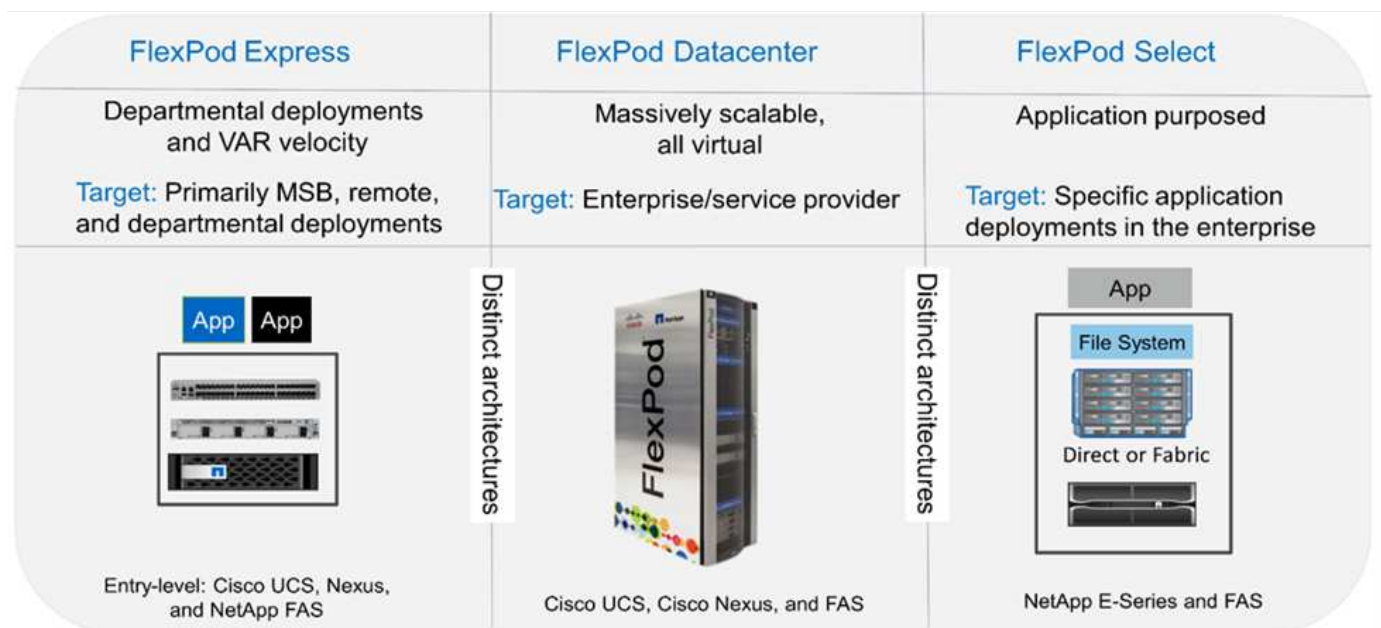 FlexPod Express
FlexPod Datacenter
FlexPod Select
Departmental deployments
and VAR velocity
Massively scalable,
all virtual
Application purposed
Target: Primarily MSB, remote,
and departmental deployments
Target: Enterprise/service provider
Target: Specific application
deployments in the enterprise
App
App
Distinct architectures
FlexPod
FlexPod
Distinct architectures
App
File System
Direct or Fabric
Entry-level: Cisco UCS, Nexus,
and NetApp FAS
Cisco UCS, Cisco Nexus, and FAS
NetApp E-Series and FAS